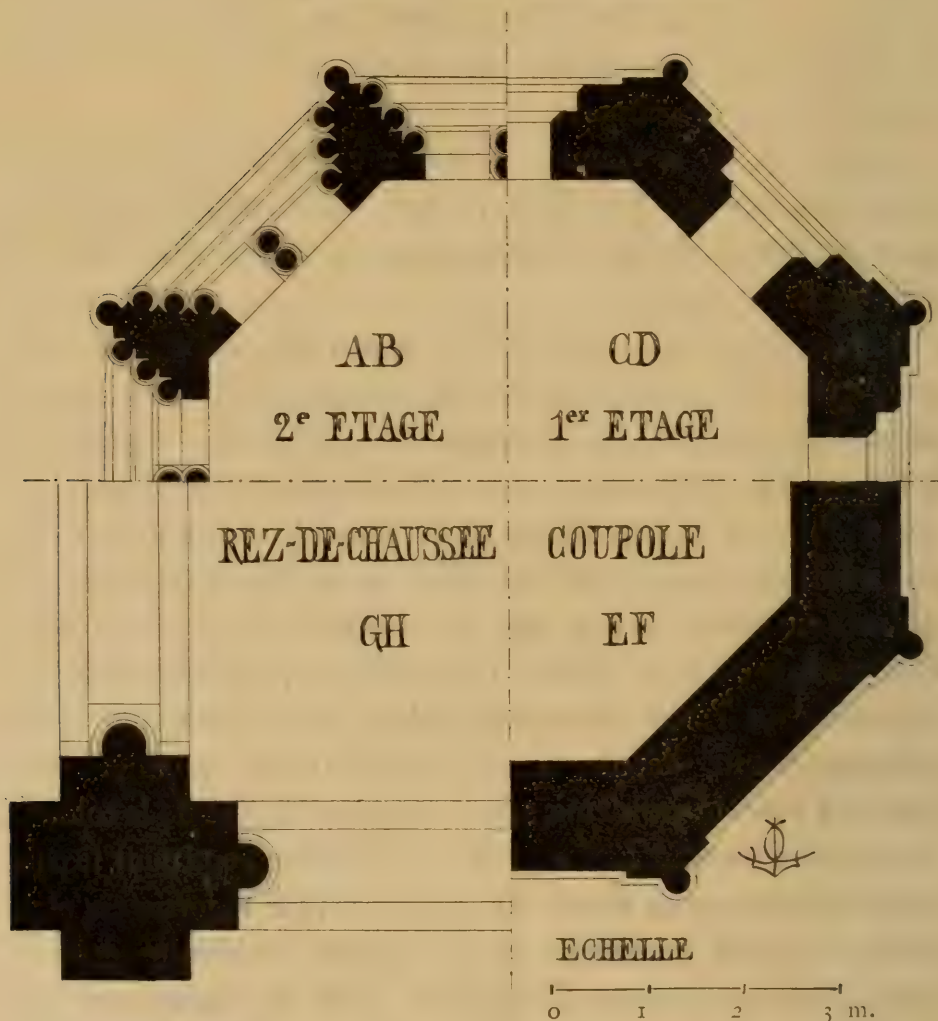 AB
2e ETAGE
CD
1er ETAGE
REZ-DE-CHAUSSEE
GH
COUPOLE
EF
ECHELLE
0 1 2 3 m.